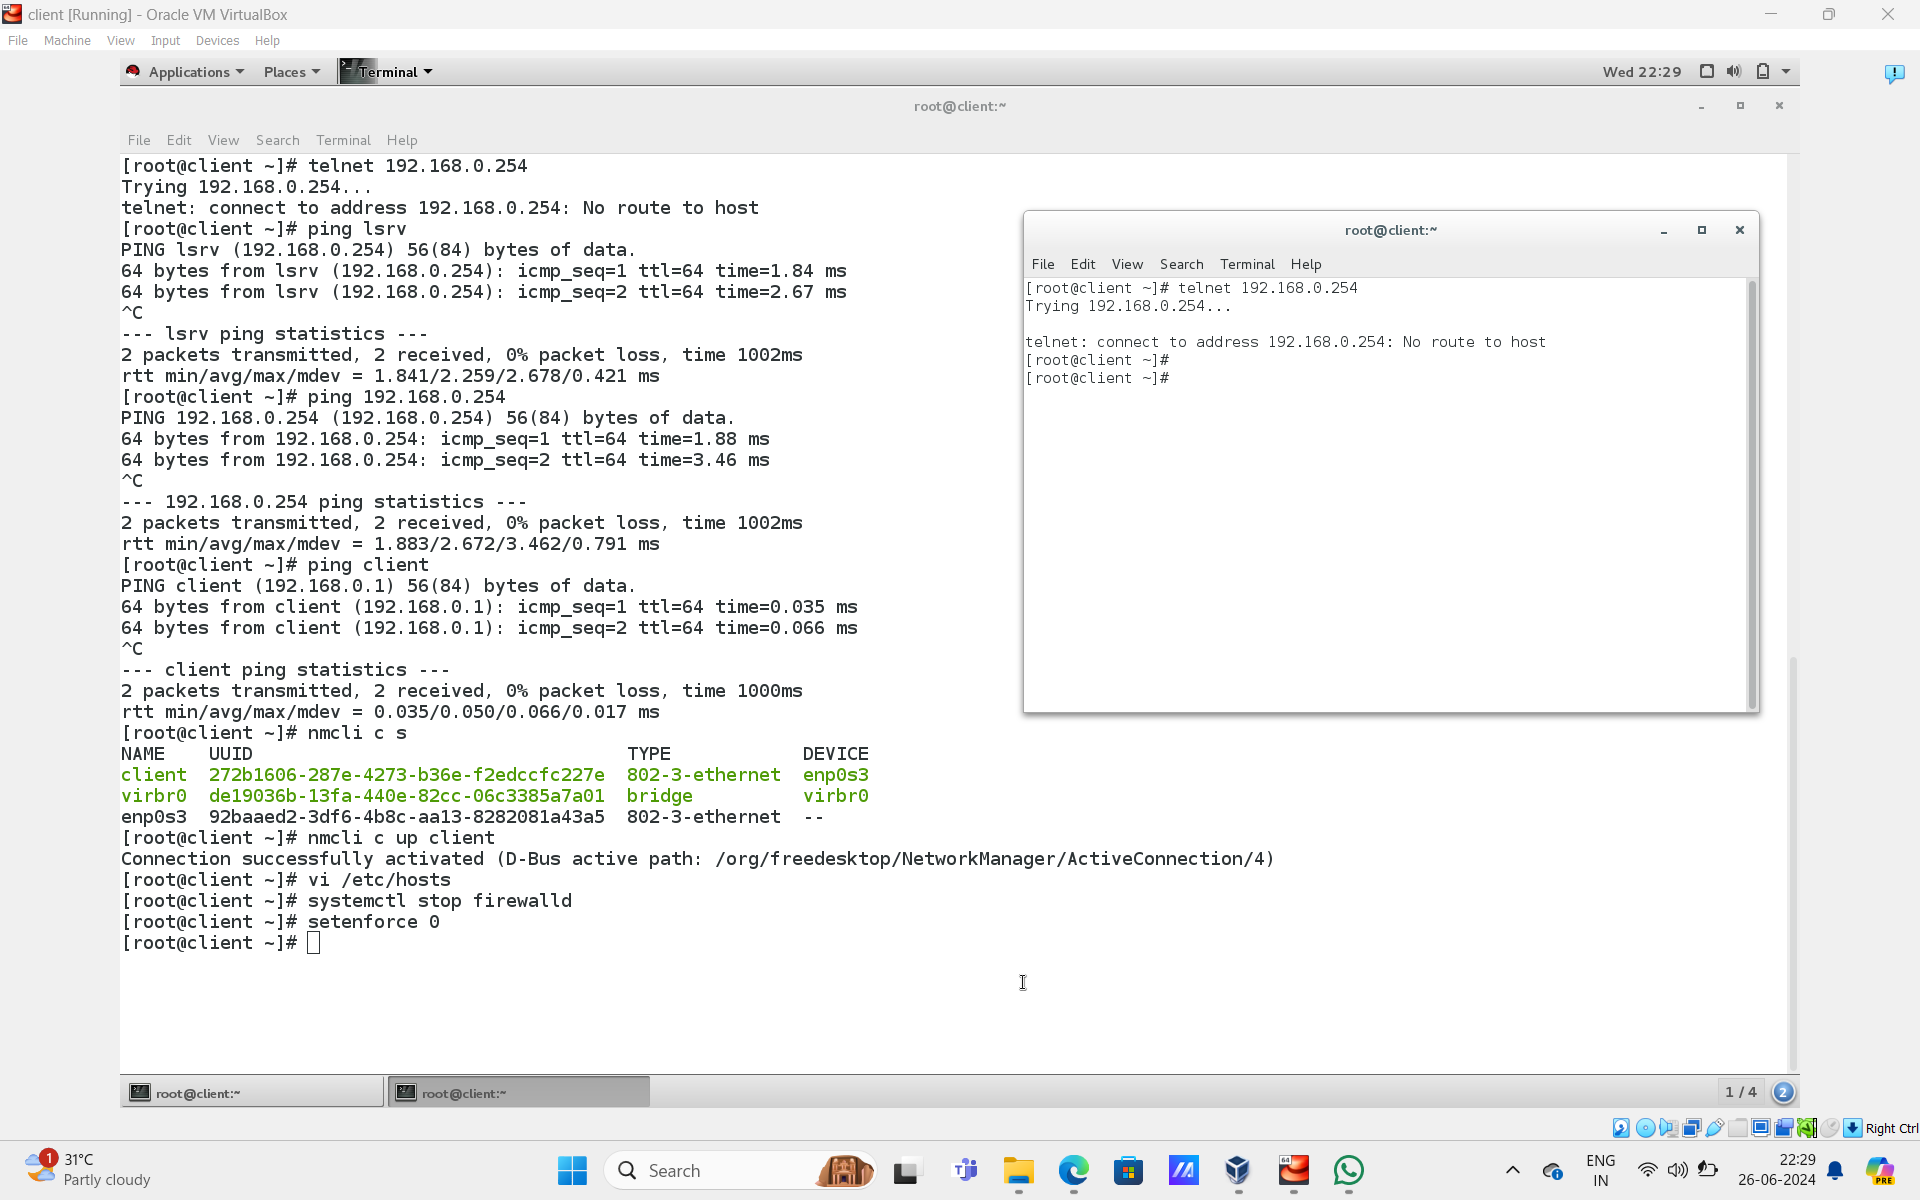 client [Running] - Oracle VM VirtualBox
File Machine View Input Devices Help
Applications Places Terminal Wed 22:29
root@client:~
File Edit View Search Terminal Help
[root@client ~]# telnet 192.168.0.254
Trying 192.168.0.254...
telnet: connect to address 192.168.0.254: No route to host
[root@client ~]# ping lsrv
PING lsrv (192.168.0.254) 56(84) bytes of data.
64 bytes from lsrv (192.168.0.254): icmp_seq=1 ttl=64 time=1.84 ms
64 bytes from lsrv (192.168.0.254): icmp_seq=2 ttl=64 time=2.67 ms
^C
--- lsrv ping statistics ---
2 packets transmitted, 2 received, 0% packet loss, time 1002ms
rtt min/avg/max/mdev = 1.841/2.259/2.678/0.421 ms
[root@client ~]# ping 192.168.0.254
PING 192.168.0.254 (192.168.0.254) 56(84) bytes of data.
64 bytes from 192.168.0.254: icmp_seq=1 ttl=64 time=1.88 ms
64 bytes from 192.168.0.254: icmp_seq=2 ttl=64 time=3.46 ms
^C
--- 192.168.0.254 ping statistics ---
2 packets transmitted, 2 received, 0% packet loss, time 1002ms
rtt min/avg/max/mdev = 1.883/2.672/3.462/0.791 ms
[root@client ~]# ping client
PING client (192.168.0.1) 56(84) bytes of data.
64 bytes from client (192.168.0.1): icmp_seq=1 ttl=64 time=0.035 ms
64 bytes from client (192.168.0.1): icmp_seq=2 ttl=64 time=0.066 ms
^C
--- client ping statistics ---
2 packets transmitted, 2 received, 0% packet loss, time 1000ms
rtt min/avg/max/mdev = 0.035/0.050/0.066/0.017 ms
[root@client ~]# nmcli c s
NAME UUID TYPE DEVICE
client 272b1606-287e-4273-b36e-f2edccfc227e 802-3-ethernet enp0s3
virbr0 de19036b-13fa-440e-82cc-06c3385a7a01 bridge virbr0
enp0s3 92baaed2-3df6-4b8c-aa13-8282081a43a5 802-3-ethernet --
[root@client ~]# nmcli c up client
Connection successfully activated (D-Bus active path: /org/freedesktop/NetworkManager/ActiveConnection/4)
[root@client ~]# vi /etc/hosts
[root@client ~]# systemctl stop firewalld
[root@client ~]# setenforce 0
[root@client ~]#
root@client:~
File Edit View Search Terminal Help
[root@client ~]# telnet 192.168.0.254
Trying 192.168.0.254...
telnet: connect to address 192.168.0.254: No route to host
[root@client ~]#
[root@client ~]#
root@client:~ root@client:~ 1 / 4 2
Right Ctrl
1 31°C
Partly cloudy
Search
64
ENG
IN
22:29
26-06-2024
PRE